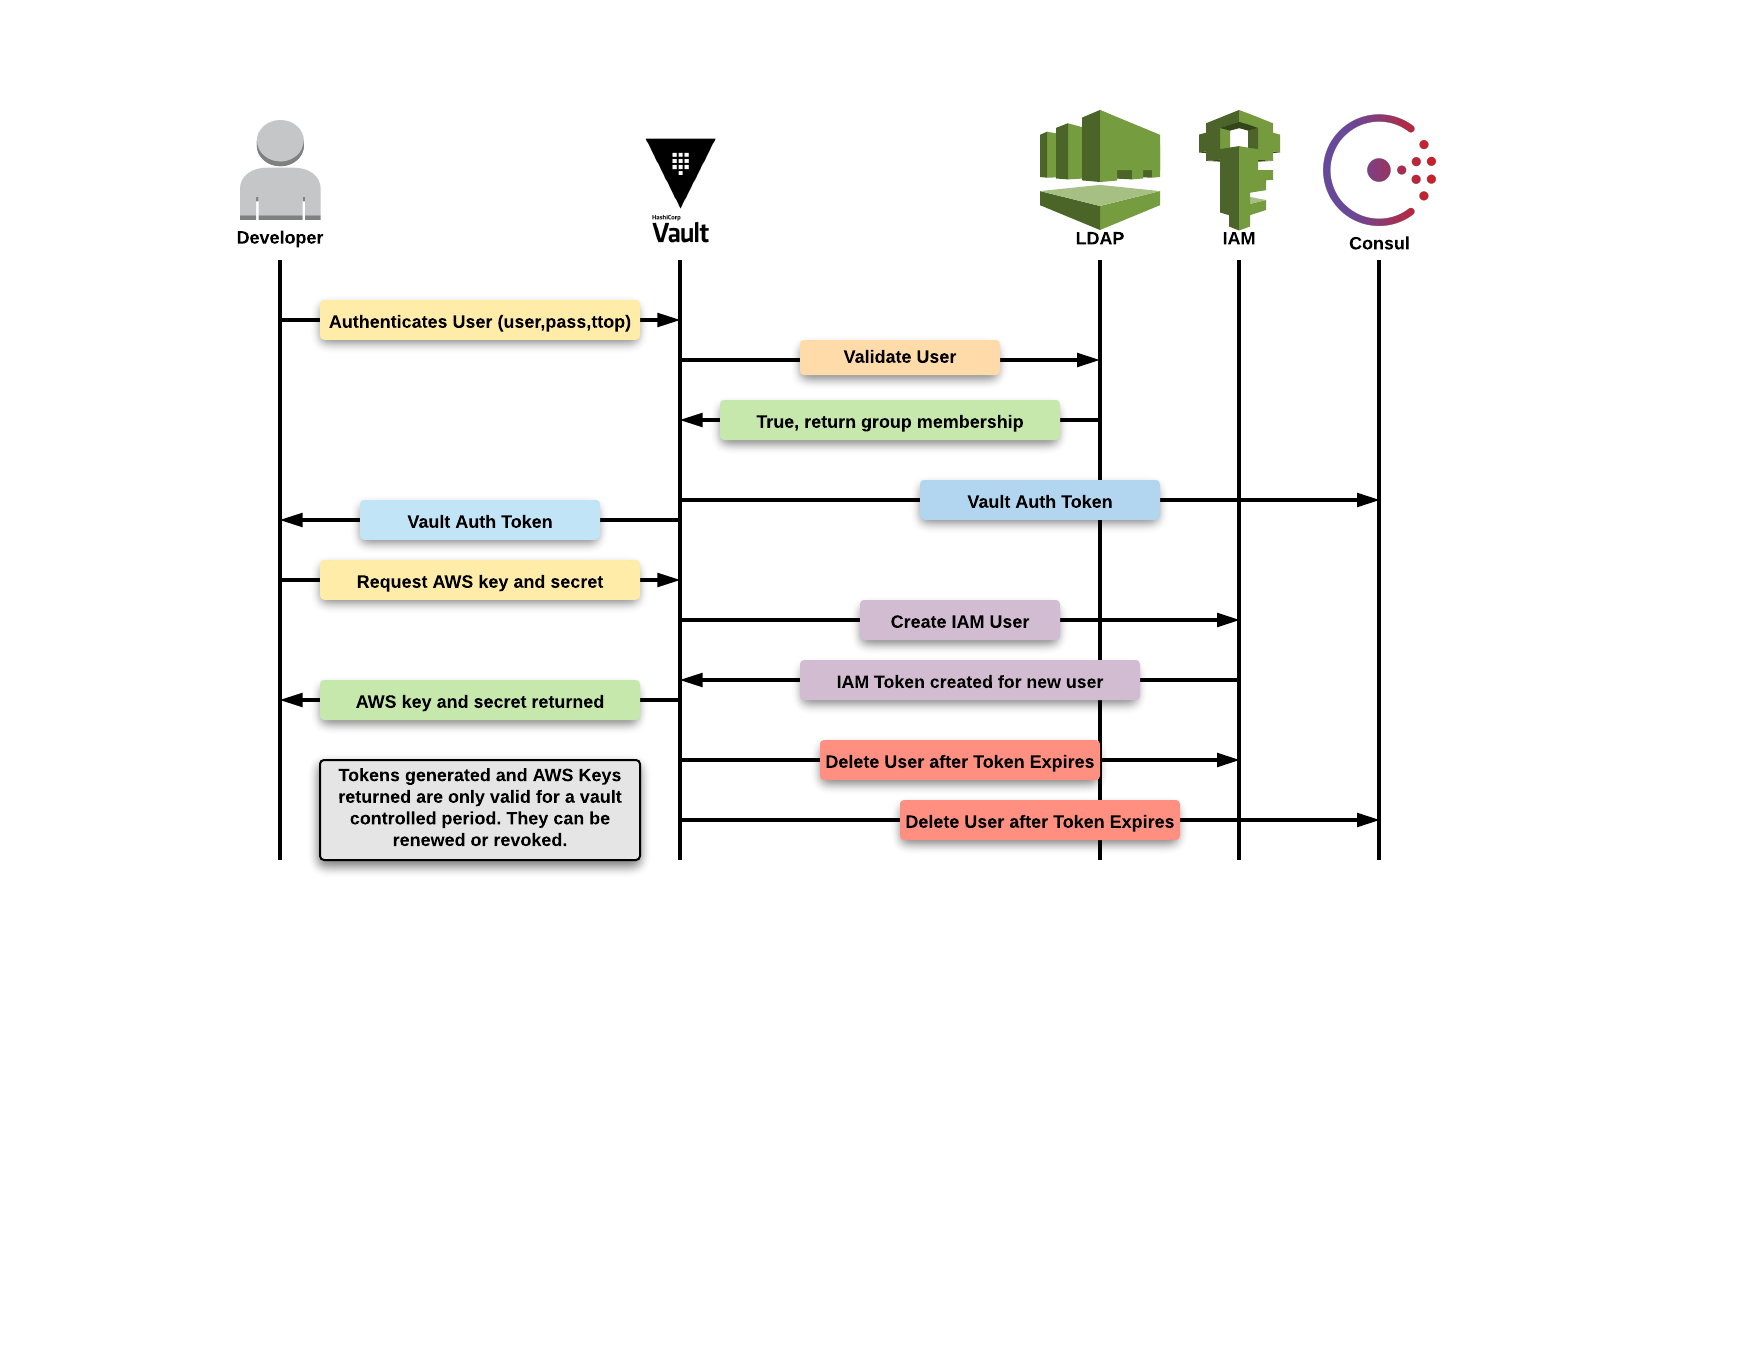 Developer
HashiCorp
Vault
LDAP
IAM
Consul
Authenticates User (user,pass,ttop)
Validate User
True, return group membership
Vault Auth Token
Vault Auth Token
Request AWS key and secret
Create IAM User
IAM Token created for new user
AWS key and secret returned
Delete User after Token Expires
Tokens generated and AWS Keys
returned are only valid for a vault
controlled period. They can be
renewed or revoked.
Delete User after Token Expires